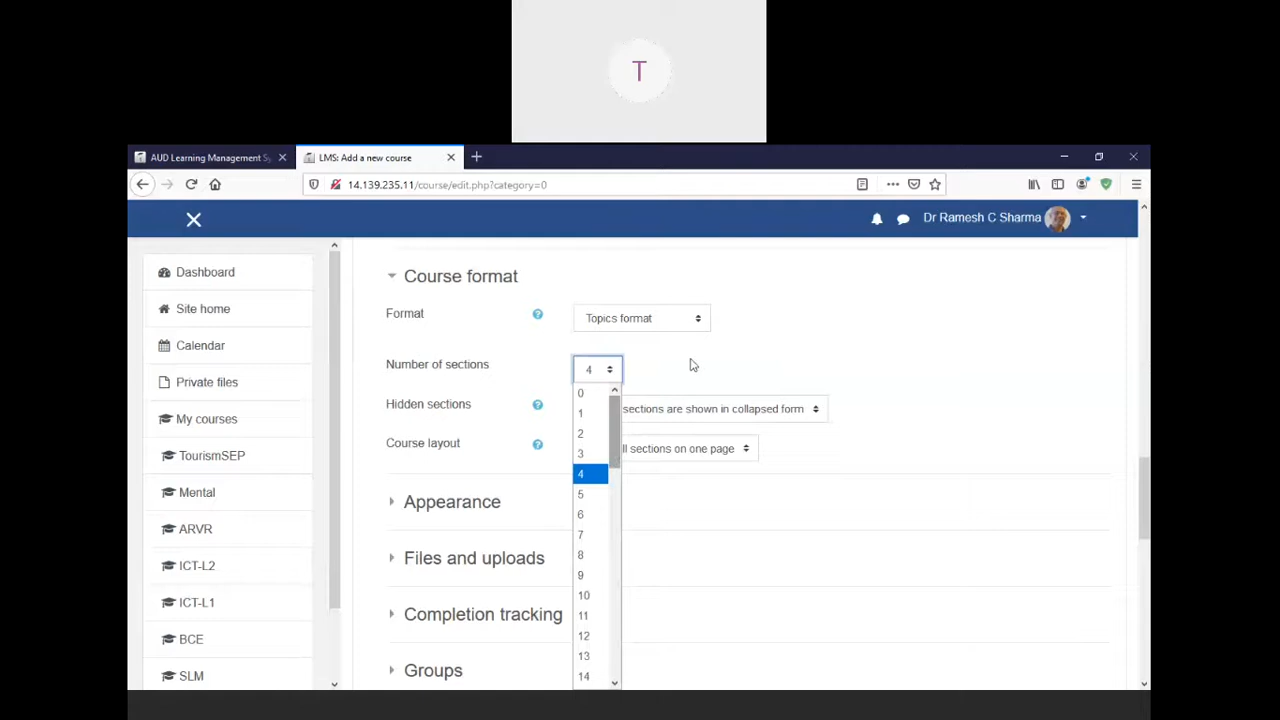 T
AUD Learning Management Sy
LMS: Add a new course
14.139.235.11/course/edit.php?category=0
Dr Ramesh C Sharma
Dashboard
Site home
Calendar
Private files
My courses
TourismSEP
Mental
ARVR
ICT-L2
ICT-L1
BCE
SLM
Course format
Format
Topics format
Number of sections
4
Hidden sections
sections are shown in collapsed form
Course layout
ll sections on one page
0
1
2
3
4
5
6
7
8
9
10
11
12
13
14
Appearance
Files and uploads
Completion tracking
Groups